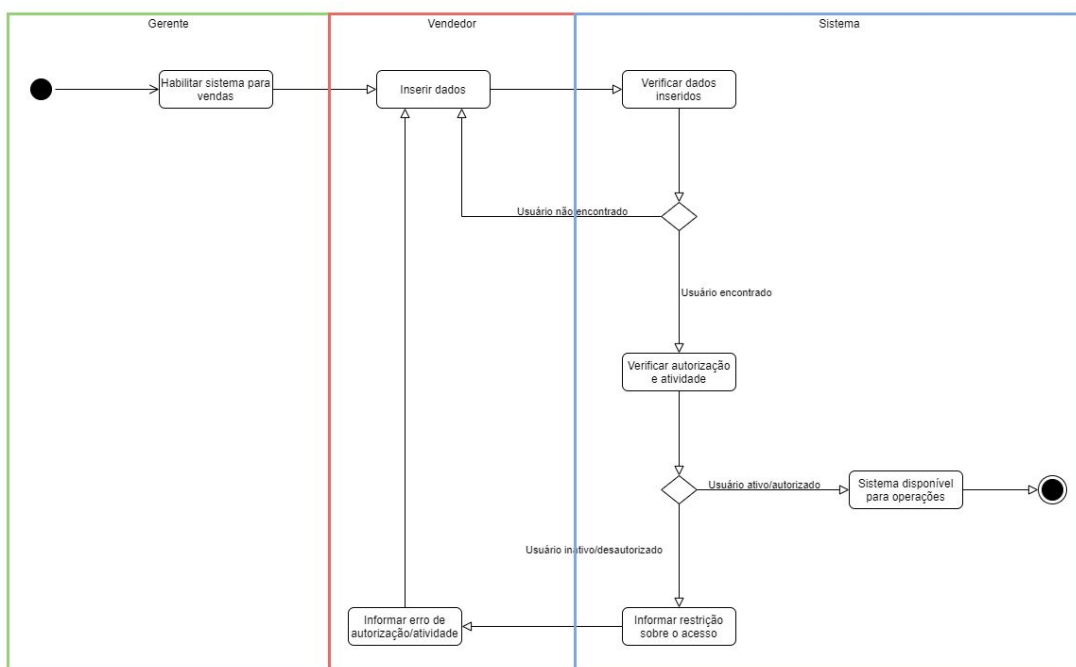 Gerente
Vendedor
Sistema
Habilitar sistema para
vendas
Inserir dados
Verificar dados
inseridos
Usuário não encontrado
Usuário encontrado
Verificar autorização
e atividade
Usuário ativo/autorizado
Sistema disponível
para operações
Usuário inativo/desautorizado
Informar erro de
autorização/atividade
Informar restrição
sobre o acesso